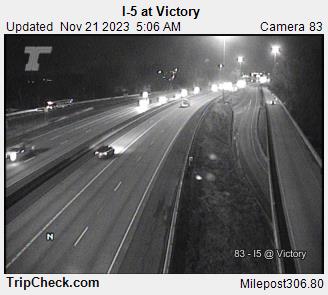 I-5 at Victory
Updated Nov 21 2023 5:06 AM Camera 83
T
N
83 - I5 @ Victory
TripCheck.com Milepost306.80